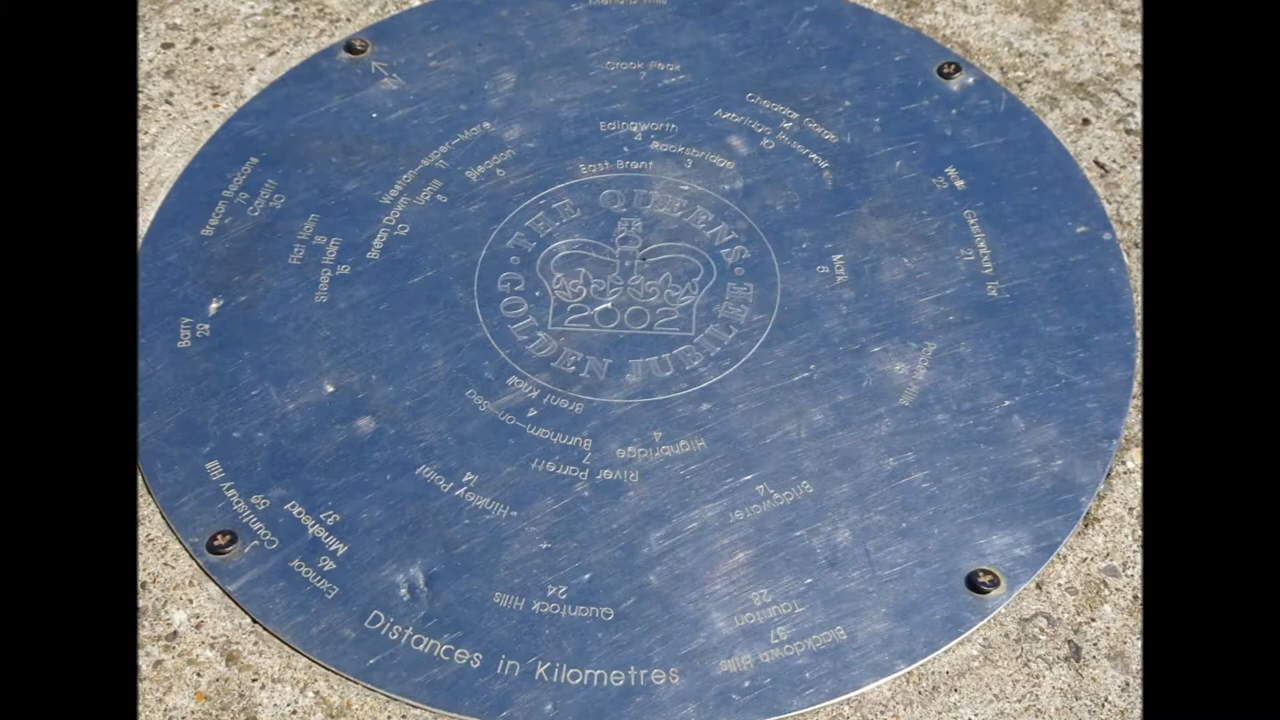 Crook Peak
7
N
Cheddar Gorge
14
Axbridge Reservoir
10
Edingworth
4
Rooksbridge
3
East Brent
Weston-super-Mare
11
Bleadon
6
Uphill
8
Brean Down
10
Brecon Beacons
79
Cardiff
30
Flat Holm
18
Steep Holm
15
Barry
29
Wells
22
Glastonbury Tor
21
Mark
8
Polden Hills
THE QUEENS
GOLDEN JUBILEE
2002
Brent Knoll
4
Burnham-on-Sea
7
Highbridge
4
River Parrett
Hinkley Point
14
Bridgwater
14
Countisbury Hill
59
Minehead
37
Exmoor
46
Quantock Hills
24
Taunton
28
Blackdown Hills
37
Distances in Kilometres